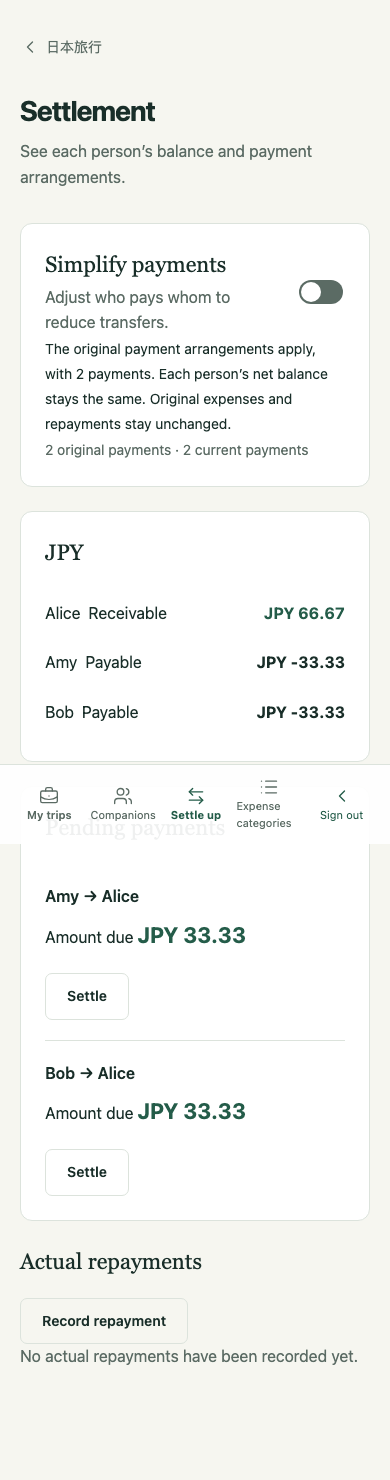 日本旅行
Settlement
See each person's balance and payment
arrangements.
Simplify payments
Adjust who pays whom to
reduce transfers.
The original payment arrangements apply,
with 2 payments. Each person's net balance
stays the same. Original expenses and
repayments stay unchanged.
2 original payments · 2 current payments
JPY
Alice Receivable JPY 66.67
Amy Payable JPY -33.33
Bob Payable JPY -33.33
My trips Companions Settle up Expense categories Sign out
Pending payments
Amy → Alice
Amount due JPY 33.33
Settle
Bob → Alice
Amount due JPY 33.33
Settle
Actual repayments
Record repayment
No actual repayments have been recorded yet.